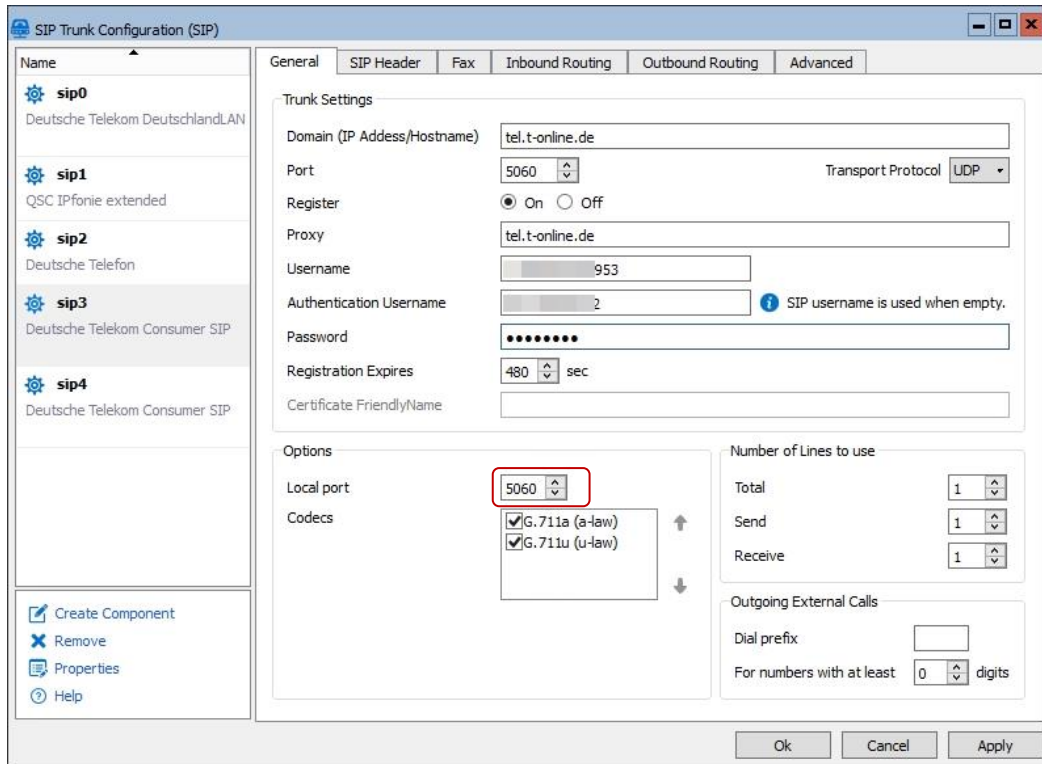 SIP Trunk Configuration (SIP)
Name
sip0
Deutsche Telekom DeutschlandLAN
sip1
QSC IPfonie extended
sip2
Deutsche Telefon
sip3
Deutsche Telekom Consumer SIP
sip4
Deutsche Telekom Consumer SIP
Create Component
Remove
Properties
Help
General SIP Header Fax Inbound Routing Outbound Routing Advanced
Trunk Settings
Domain (IP Addess/Hostname) tel.t-online.de
Port 5060 Transport Protocol UDP
Register On Off
Proxy tel.t-online.de
Username 953
Authentication Username 2 SIP username is used when empty.
Password ●●●●●●●●
Registration Expires 480 sec
Certificate FriendlyName
Options
Local port 5060
Codecs G.711a (a-law)
G.711u (u-law)
Number of Lines to use
Total 1
Send 1
Receive 1
Outgoing External Calls
Dial prefix
For numbers with at least 0 digits
Ok Cancel Apply